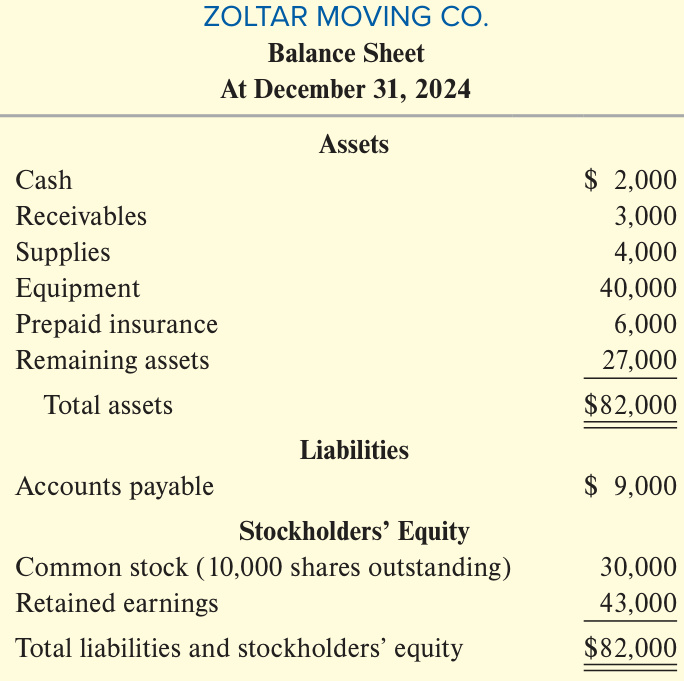 ZOLTAR MOVING CO.
Balance Sheet
At December 31, 2024
Assets
Cash $ 2,000
Receivables 3,000
Supplies 4,000
Equipment 40,000
Prepaid insurance 6,000
Remaining assets 27,000
Total assets $82,000
Liabilities
Accounts payable $ 9,000
Stockholders’ Equity
Common stock (10,000 shares outstanding) 30,000
Retained earnings 43,000
Total liabilities and stockholders’ equity $82,000